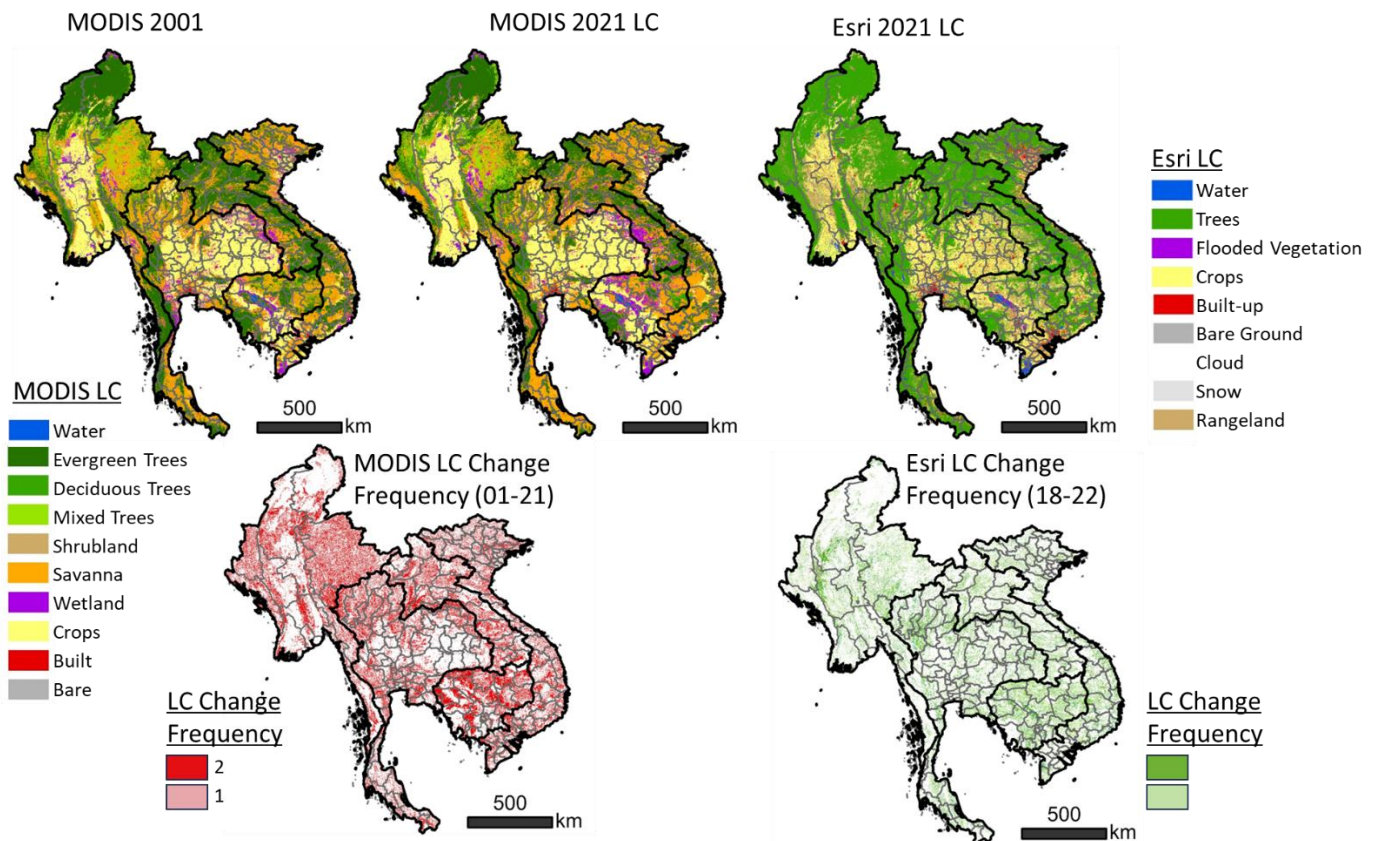 MODIS 2001
MODIS 2021 LC
Esri 2021 LC
500
km
500
km
500
km
Esri LC
Water
Trees
Flooded Vegetation
Crops
Built-up
Bare Ground
Cloud
Snow
Rangeland
MODIS LC
Water
Evergreen Trees
Deciduous Trees
Mixed Trees
Shrubland
Savanna
Wetland
Crops
Built
Bare
MODIS LC Change
Frequency (01-21)
LC Change
Frequency
2
1
500
km
Esri LC Change
Frequency (18-22)
LC Change
Frequency
500
km